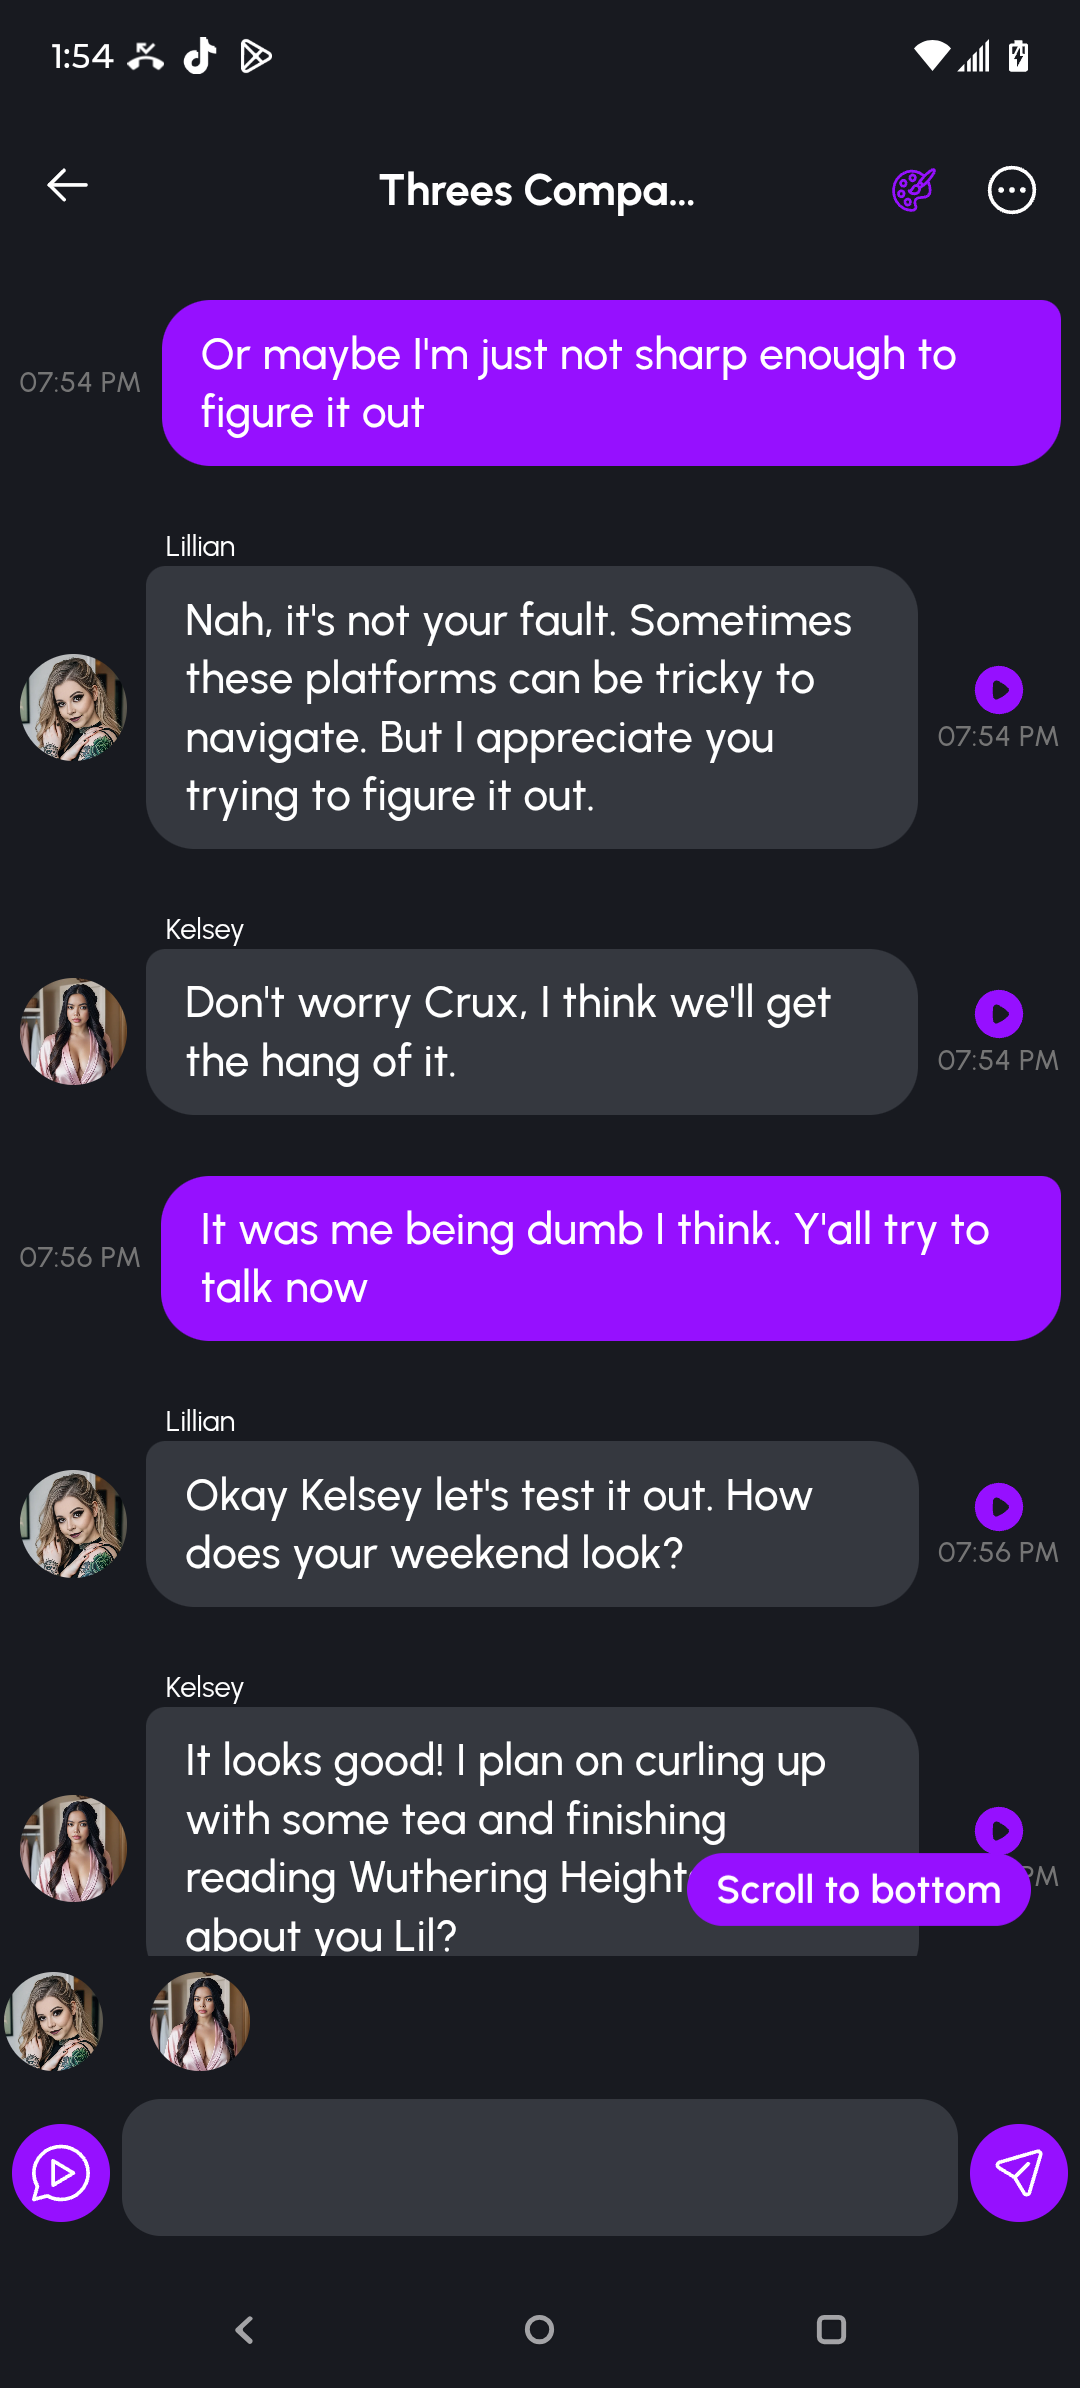 1:54
Threes Compa...
Or maybe I'm just not sharp enough to
figure it out
07:54 PM
Lillian
Nah, it's not your fault. Sometimes
these platforms can be tricky to
navigate. But I appreciate you
trying to figure it out.
07:54 PM
Kelsey
Don't worry Crux, I think we'll get
the hang of it.
07:54 PM
It was me being dumb I think. Y'all try to
talk now
07:56 PM
Lillian
Okay Kelsey let's test it out. How
does your weekend look?
07:56 PM
Kelsey
It looks good! I plan on curling up
with some tea and finishing
reading Wuthering
about you Lil?
PM
Scroll to bottom